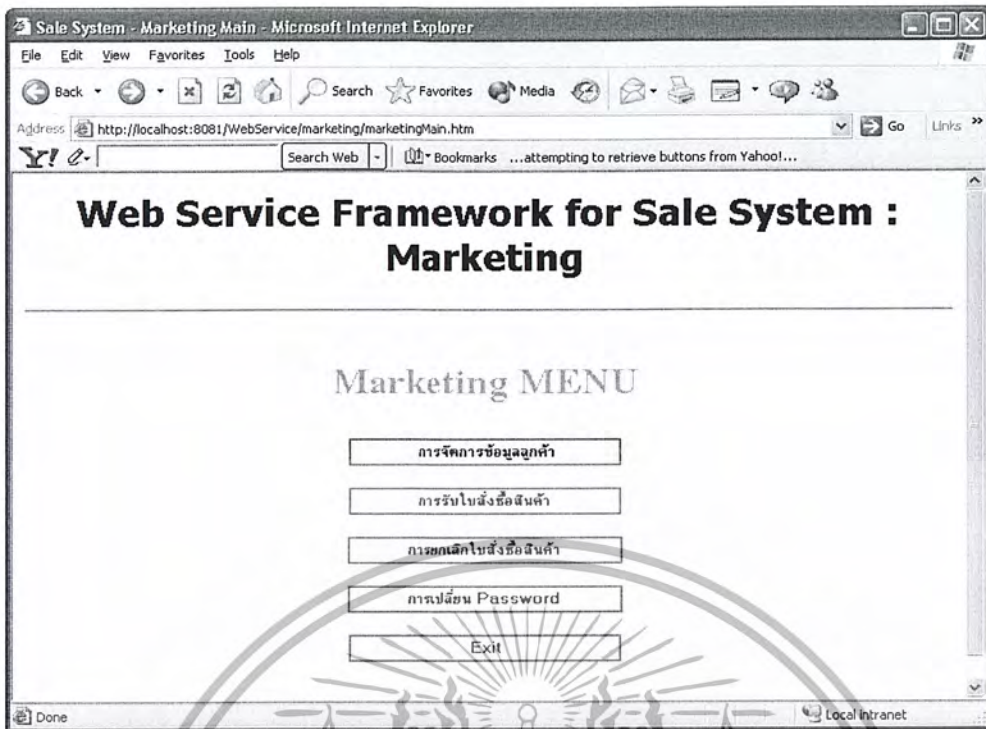 Sale System - Marketing Main - Microsoft Internet Explorer
File Edit View Favorites Tools Help
Back Search Favorites Media
Address http://localhost:8081/WebService/marketing/marketingMain.htm Go Links »
Y! Search Web Bookmarks ...attempting to retrieve buttons from Yahoo!...
Web Service Framework for Sale System :
Marketing
Marketing MENU
การจัดการข้อมูลลูกค้า
การรับใบสั่งซื้อสินค้า
การยกเลิกใบสั่งซื้อสินค้า
การเปลี่ยน Password
Exit
Done Local intranet